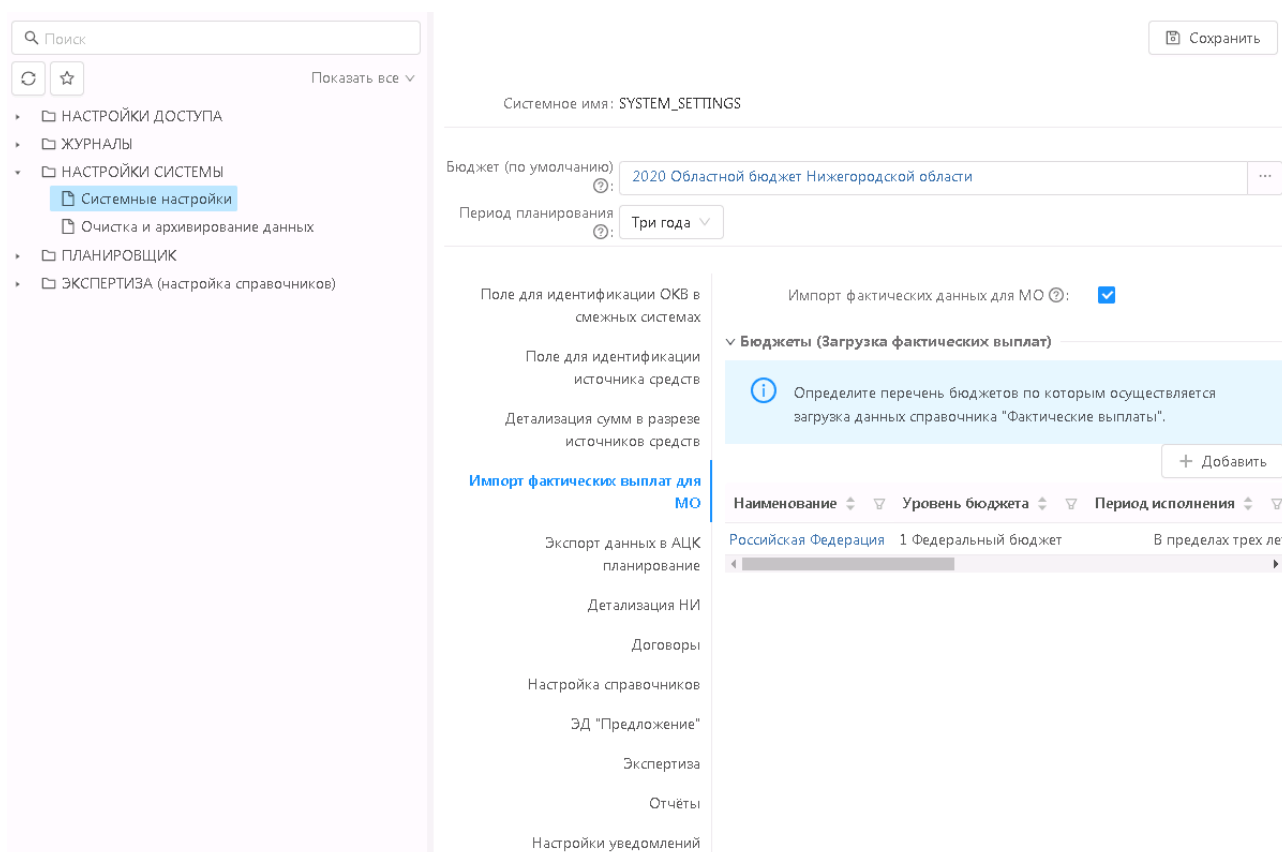 Поиск
Показать все
НАСТРОЙКИ ДОСТУПА
ЖУРНАЛЫ
НАСТРОЙКИ СИСТЕМЫ
Системные настройки
Очистка и архивирование данных
ПЛАНИРОВЩИК
ЭКСПЕРТИЗА (настройка справочников)
Сохранить
Системное имя: SYSTEM_SETTINGS
Бюджет (по умолчанию)
?:
2020 Областной бюджет Нижегородской области
...
Период планирования
?:
Три года
Поле для идентификации ОКВ в
смежных системах
Поле для идентификации
источника средств
Детализация сумм в разрезе
источников средств
Импорт фактических выплат для
МО
Экспорт данных в АЦК
планирование
Детализация НИ
Договоры
Настройка справочников
ЭД "Предложение"
Экспертиза
Отчёты
Настройки уведомлений
Импорт фактических данных для МО ?:
Бюджеты (Загрузка фактических выплат)
Определите перечень бюджетов по которым осуществляется
загрузка данных справочника "Фактические выплаты".
+ Добавить
Наименование Уровень бюджета Период исполнения
Российская Федерация 1 Федеральный бюджет В пределах трех ле